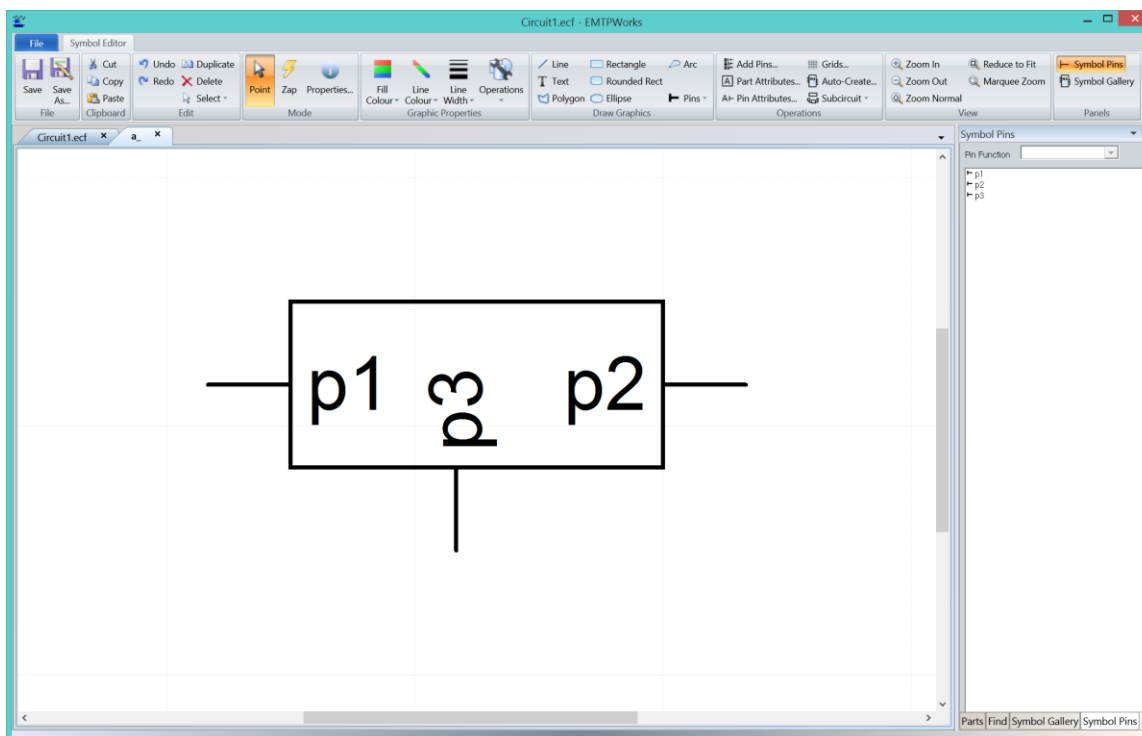 Circuit1.ecf - EMTPWorks
File Symbol Editor
Cut Undo Duplicate Line Rectangle Arc Add Pins... Grids... Zoom In Reduce to Fit Symbol Pins
Copy Redo Delete Text Rounded Rect Part Attributes... Auto-Create... Zoom Out Marquee Zoom Symbol Gallery
Save Save As... Paste Select Point Zap Properties... Fill Colour Line Colour Line Width Operations Polygon Ellipse Pins Pin Attributes... Subcircuit Zoom Normal
File Clipboard Edit Mode Graphic Properties Draw Graphics Operations View Panels
Circuit1.ecf a_ Symbol Pins
Pin Function
p1
p2
p3
p1 p3 p2
Parts Find Symbol Gallery Symbol Pins